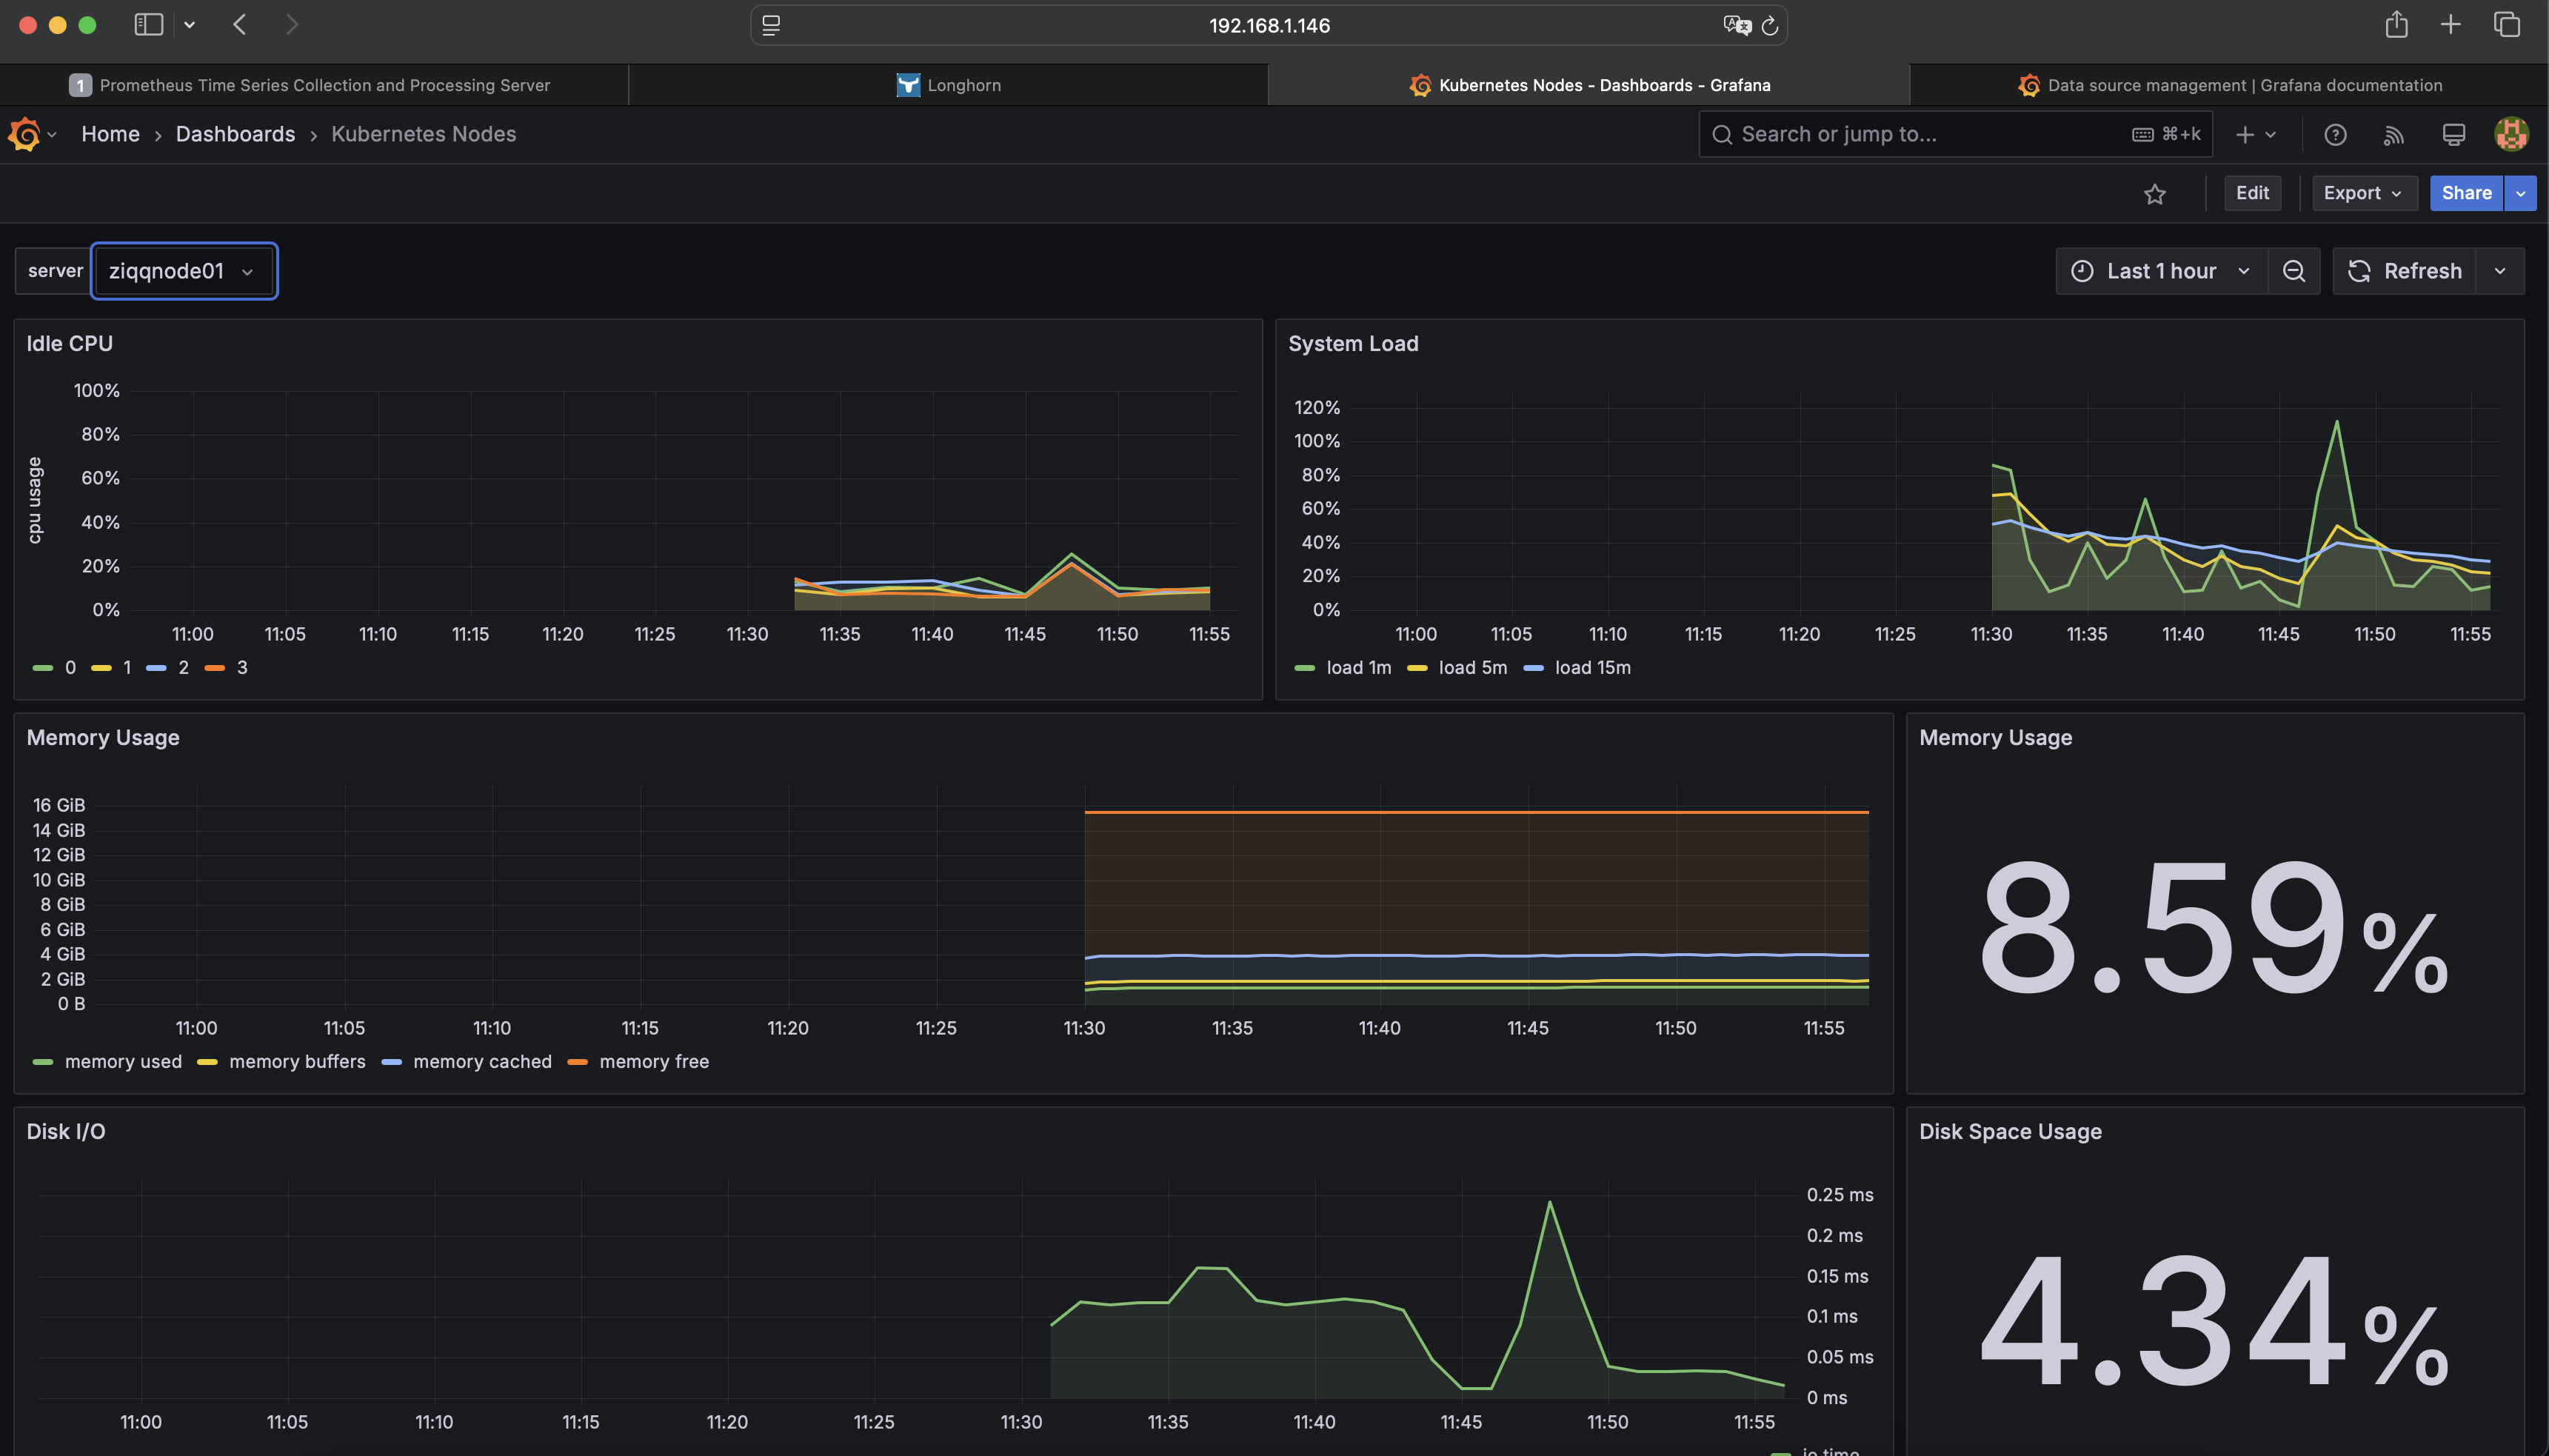 192.168.1.146
1 Prometheus Time Series Collection and Processing Server
Longhorn
Kubernetes Nodes - Dashboards - Grafana
Data source management | Grafana documentation
Home › Dashboards › Kubernetes Nodes
Search or jump to... ⌘+k
Edit
Export
Share
server ziqqnode01
Last 1 hour
Refresh
Idle CPU
cpu usage
100%
80%
60%
40%
20%
0%
11:00 11:05 11:10 11:15 11:20 11:25 11:30 11:35 11:40 11:45 11:50 11:55
0 1 2 3
System Load
120%
100%
80%
60%
40%
20%
0%
11:00 11:05 11:10 11:15 11:20 11:25 11:30 11:35 11:40 11:45 11:50 11:55
load 1m load 5m load 15m
Memory Usage
16 GiB
14 GiB
12 GiB
10 GiB
8 GiB
6 GiB
4 GiB
2 GiB
0 B
11:00 11:05 11:10 11:15 11:20 11:25 11:30 11:35 11:40 11:45 11:50 11:55
memory used memory buffers memory cached memory free
Memory Usage
8.59%
Disk I/O
0.25 ms
0.2 ms
0.15 ms
0.1 ms
0.05 ms
0 ms
11:00 11:05 11:10 11:15 11:20 11:25 11:30 11:35 11:40 11:45 11:50 11:55
io time
Disk Space Usage
4.34%